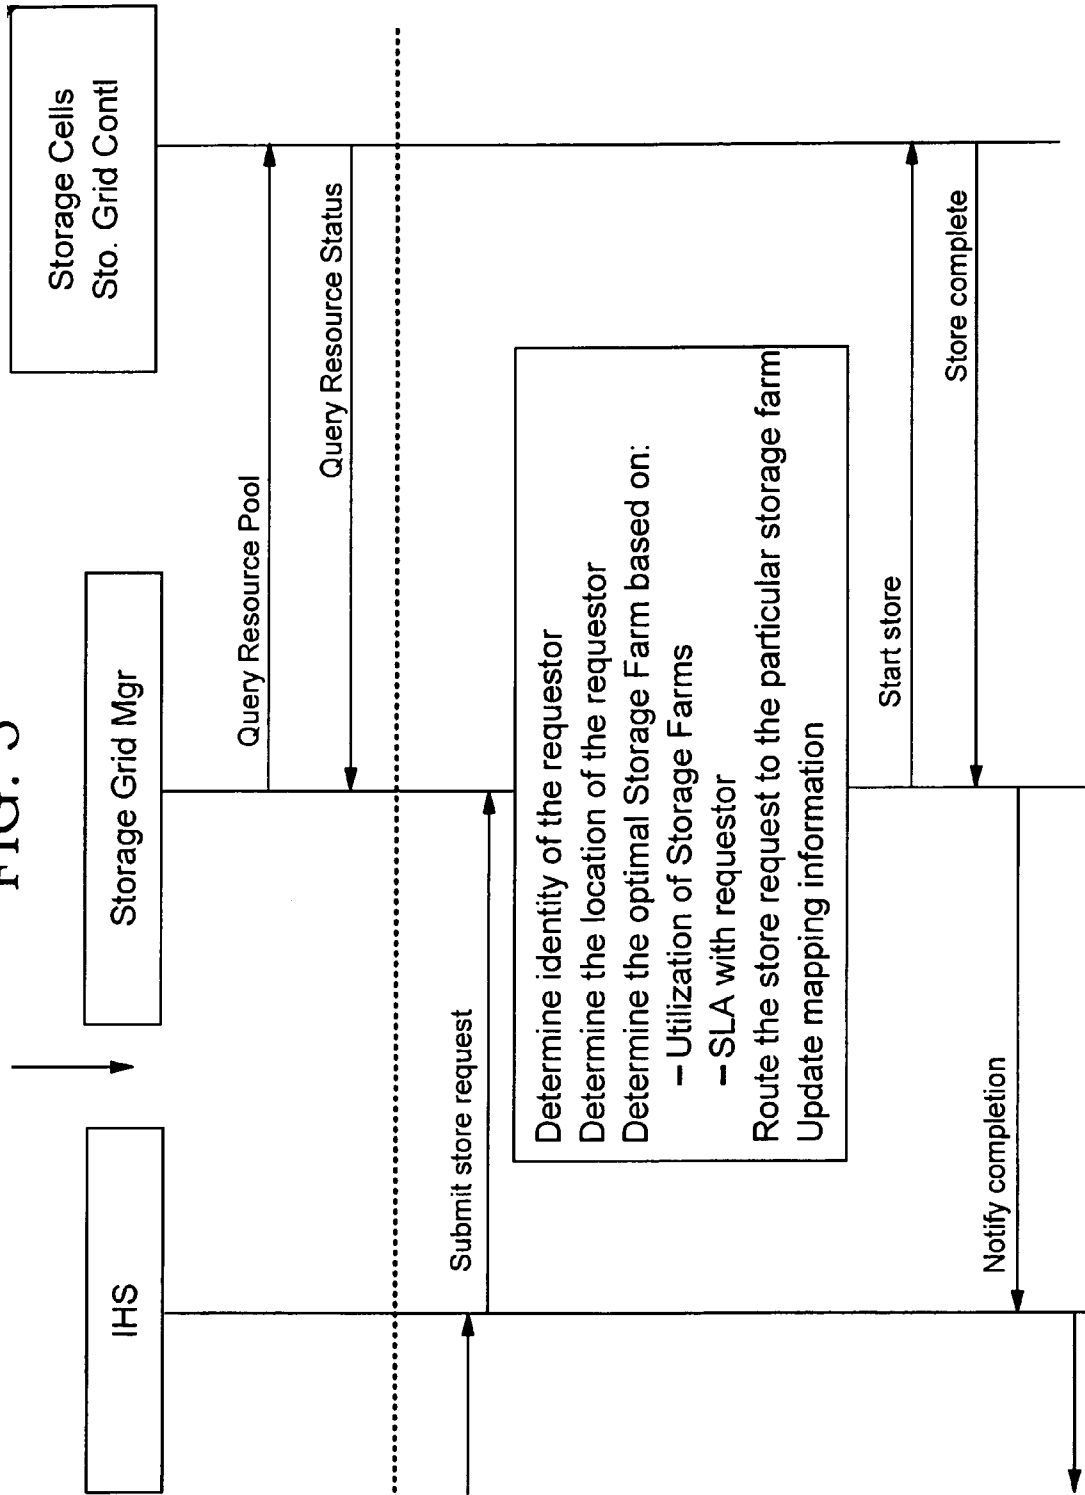 FIG.
IHS
Storage Grid Mgr
Storage Cells
Sto. Grid Contl
Query Resource Pool
Query Resource Status
Submit store request
Determine identity of the requestor
Determine the location of the requestor
Determine the optimal Storage Farm based on:
– Utilization of Storage Farms
– SLA with requestor
Route the store request to the particular storage farm
Update mapping information
Start store
Store complete
Notify completion